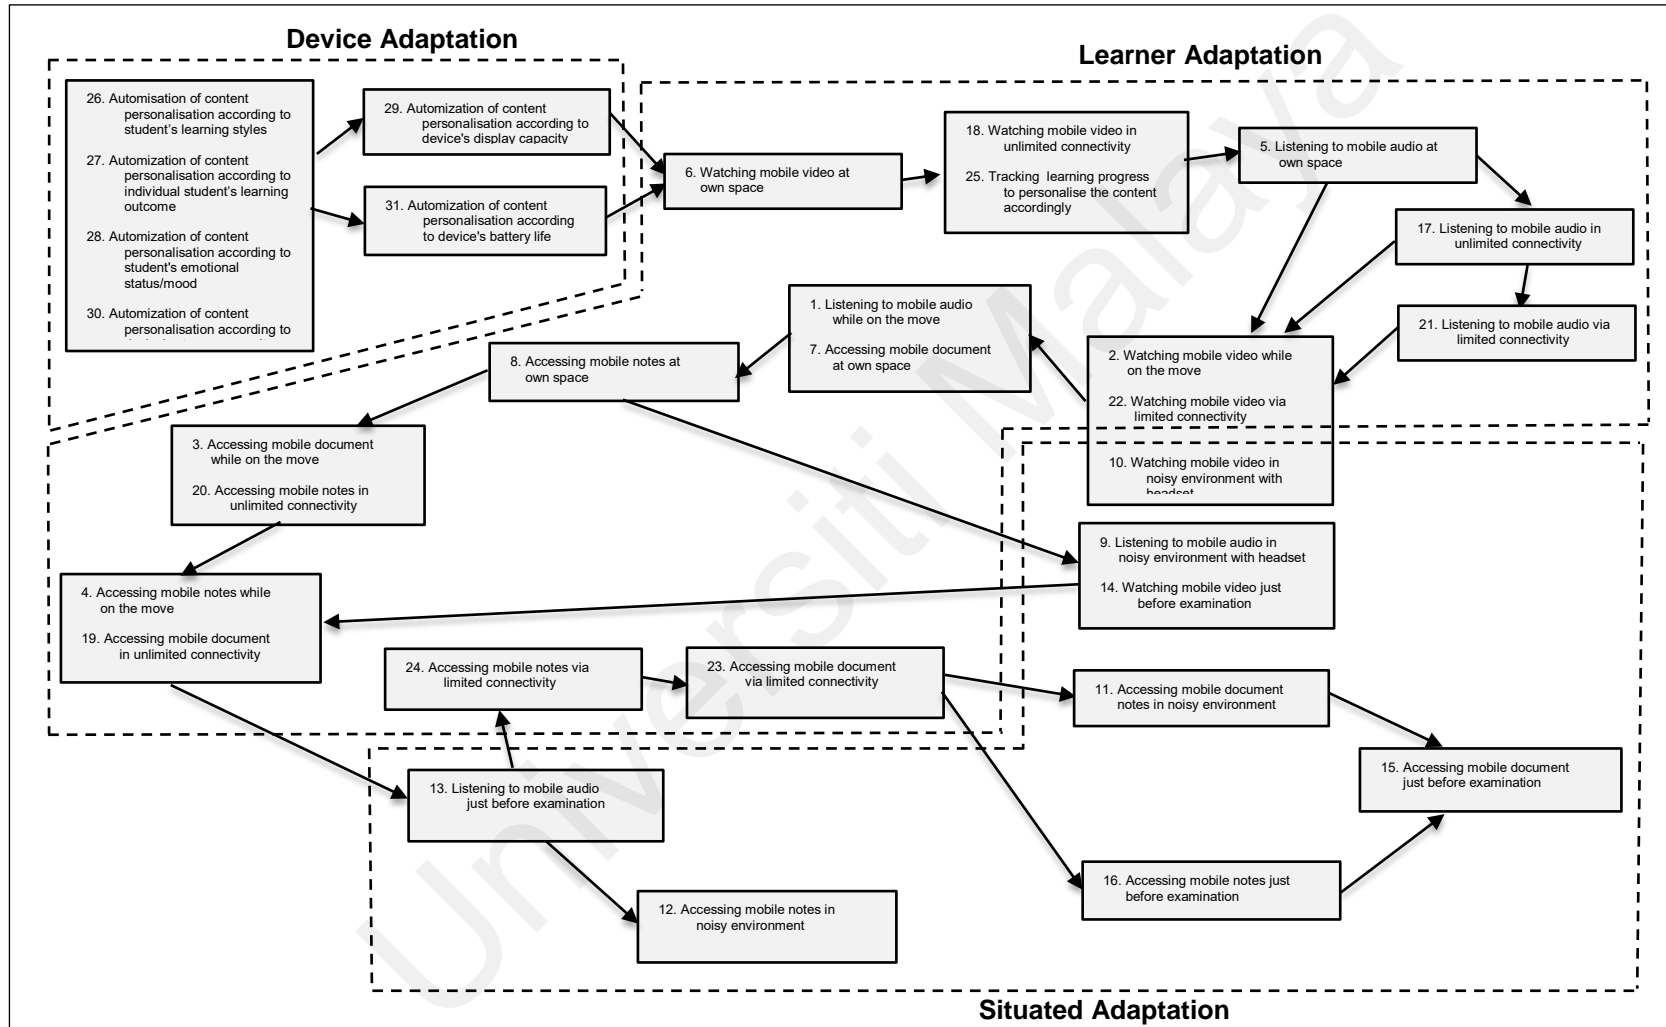 Device Adaptation
Learner Adaptation
26. Automisation of content
personalisation according to
student's learning styles
27. Automization of content
personalisation according to
individual student's learning
outcome
28. Automization of content
personalisation according to
student's emotional
status/mood
30. Automization of content
personalisation according to
29. Automization of content
personalisation according to
device's display capacity
31. Automization of content
personalisation according
to device's battery life
6. Watching mobile video at
own space
18. Watching mobile video in
unlimited connectivity
25. Tracking learning progress
to personalise the content
accordingly
5. Listening to mobile audio at
own space
17. Listening to mobile audio in
unlimited connectivity
21. Listening to mobile audio via
limited connectivity
2. Watching mobile video while
on the move
22. Watching mobile video via
limited connectivity
10. Watching mobile video in
noisy environment with
headset
1. Listening to mobile audio
while on the move
7. Accessing mobile document
at own space
8. Accessing mobile notes at
own space
3. Accessing mobile document
while on the move
20. Accessing mobile notes in
unlimited connectivity
9. Listening to mobile audio in
noisy environment with headset
14. Watching mobile video just
before examination
4. Accessing mobile notes while
on the move
19. Accessing mobile document
in unlimited connectivity
24. Accessing mobile notes via
limited connectivity
23. Accessing mobile document
via limited connectivity
11. Accessing mobile document
notes in noisy environment
15. Accessing mobile document
just before examination
13. Listening to mobile audio
just before examination
16. Accessing mobile notes just
before examination
12. Accessing mobile notes in
noisy environment
Situated Adaptation
Universiti Malaya